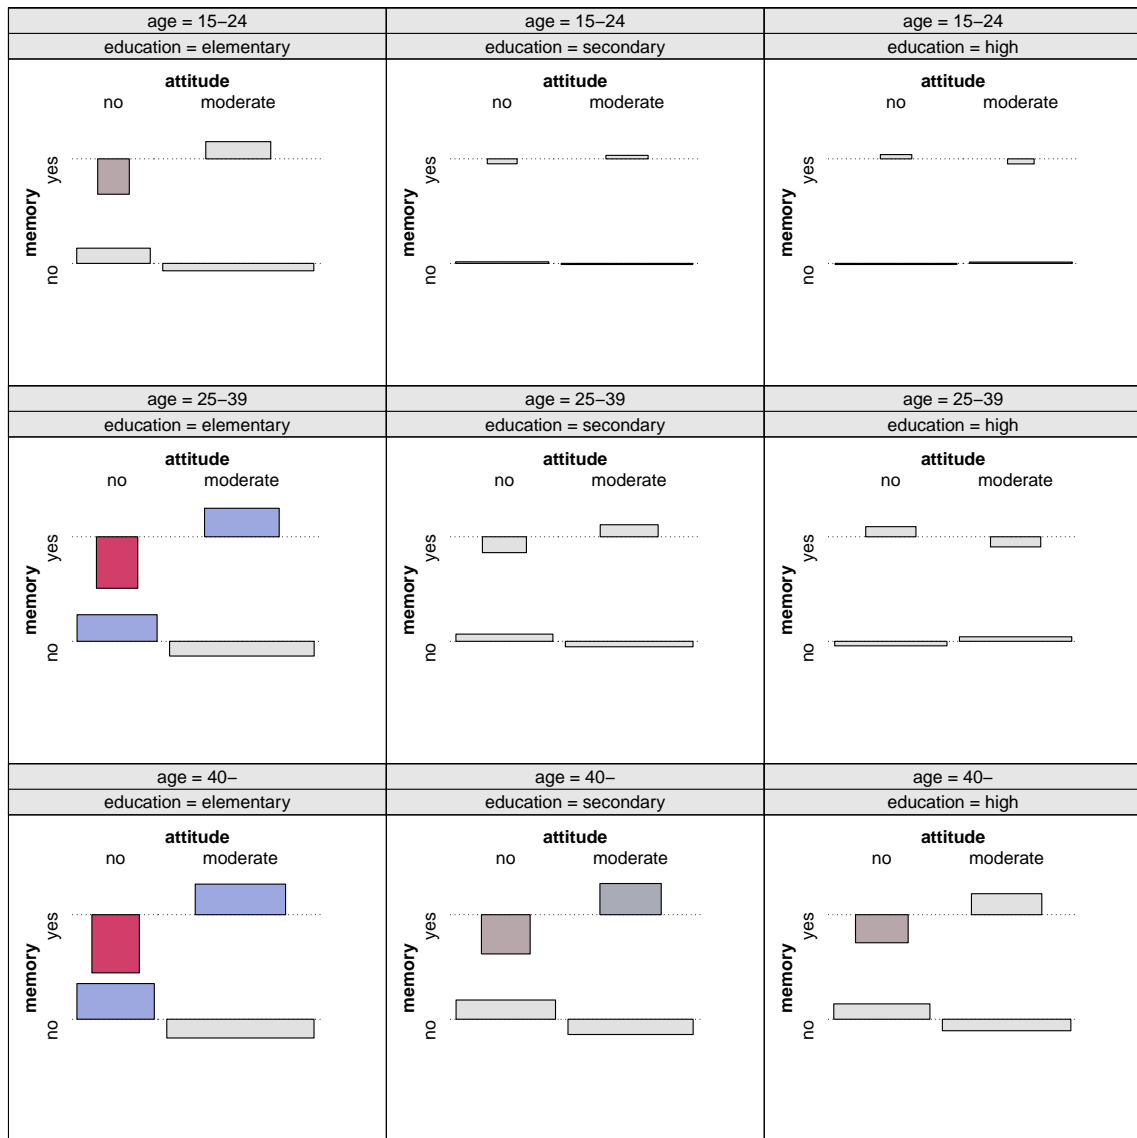 age = 15−24
education = elementary
attitude
no moderate
memory
yes
no
age = 15−24
education = secondary
attitude
no moderate
memory
yes
no
age = 15−24
education = high
attitude
no moderate
memory
yes
no
age = 25−39
education = elementary
attitude
no moderate
memory
yes
no
age = 25−39
education = secondary
attitude
no moderate
memory
yes
no
age = 25−39
education = high
attitude
no moderate
memory
yes
no
age = 40−
education = elementary
attitude
no moderate
memory
yes
no
age = 40−
education = secondary
attitude
no moderate
memory
yes
no
age = 40−
education = high
attitude
no moderate
memory
yes
no